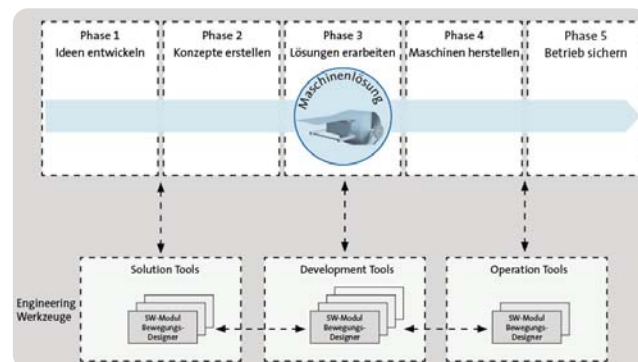 Phase 1
Ideen entwickeln
Phase 2
Konzepte erstellen
Phase 3
Lösungen erarbeiten
Phase 4
Maschinen herstellen
Phase 5
Betrieb sichern
Maschinenlösung
Solution Tools
Development Tools
Operation Tools
Engineering
Werkzeuge
SW-Modul
Bewegungs-
Designer
SW-Modul
Bewegungs-
Designer
SW-Modul
Bewegungs-
Designer